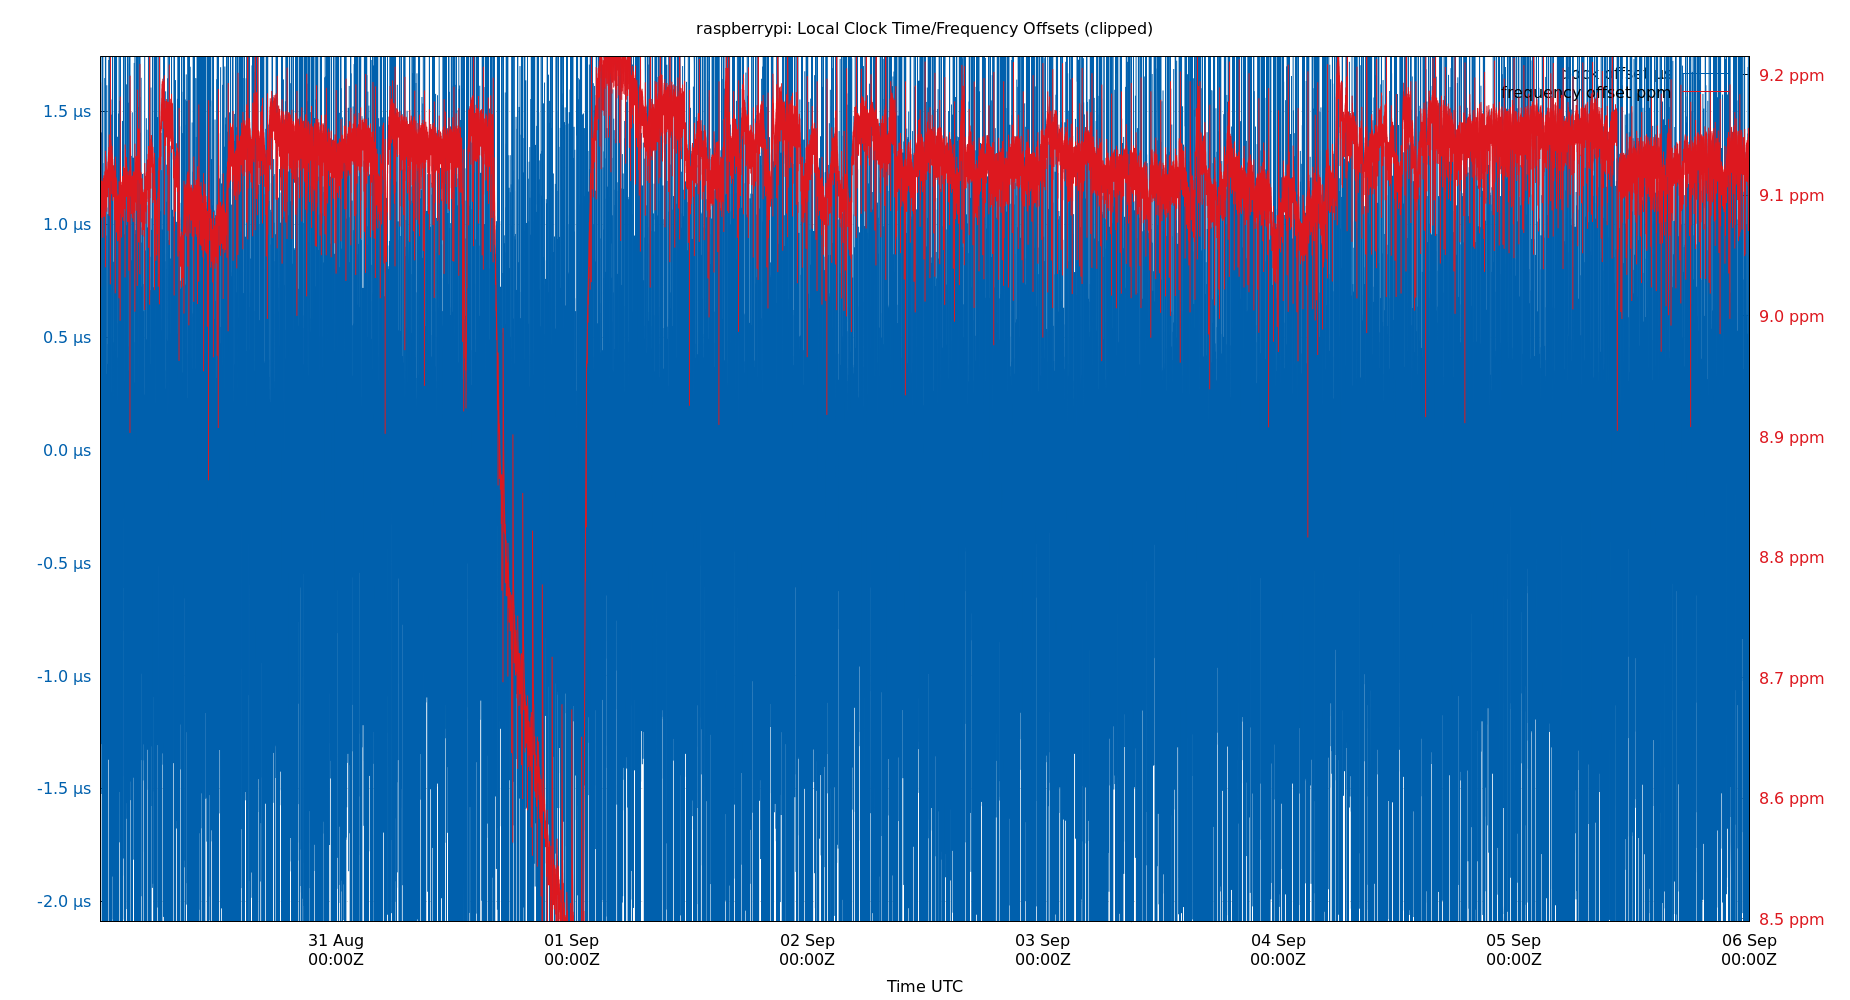 raspberrypi: Local Clock Time/Frequency Offsets (clipped)
clock offset µs
frequency offset ppm
1.5 µs
1.0 µs
0.5 µs
0.0 µs
-0.5 µs
-1.0 µs
-1.5 µs
-2.0 µs
9.2 ppm
9.1 ppm
9.0 ppm
8.9 ppm
8.8 ppm
8.7 ppm
8.6 ppm
8.5 ppm
31 Aug
00:00Z
01 Sep
00:00Z
02 Sep
00:00Z
03 Sep
00:00Z
04 Sep
00:00Z
05 Sep
00:00Z
06 Sep
00:00Z
Time UTC